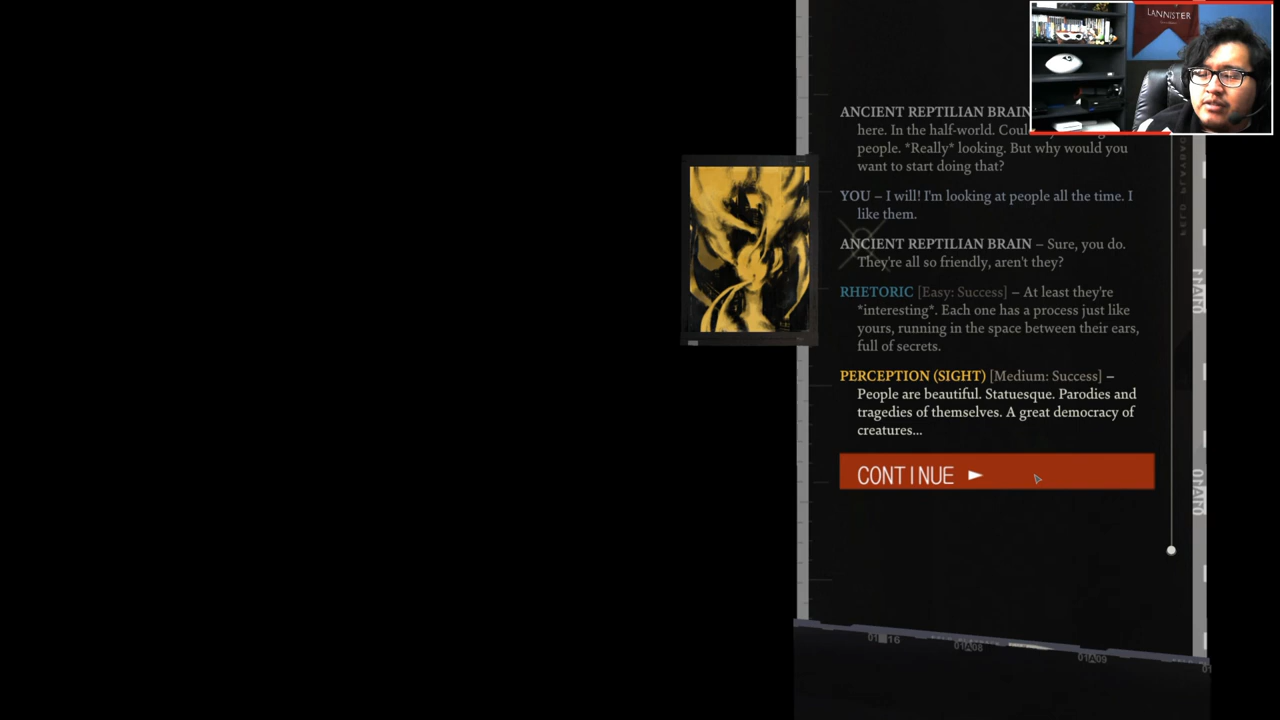 LANNISTER
ANCIENT REPTILIAN BRAIN
here. In the half-world.
people. *Really* looking. But why would you
want to start doing that?
YOU – I will! I'm looking at people all the time. I
like them.
ANCIENT REPTILIAN BRAIN – Sure, you do.
They're all so friendly, aren't they?
RHETORIC [Easy: Success] – At least they're
*interesting*. Each one has a process just like
yours, running in the space between their ears,
full of secrets.
PERCEPTION (SIGHT) [Medium: Success] –
People are beautiful. Statuesque. Parodies and
tragedies of themselves. A great democracy of
creatures...
CONTINUE